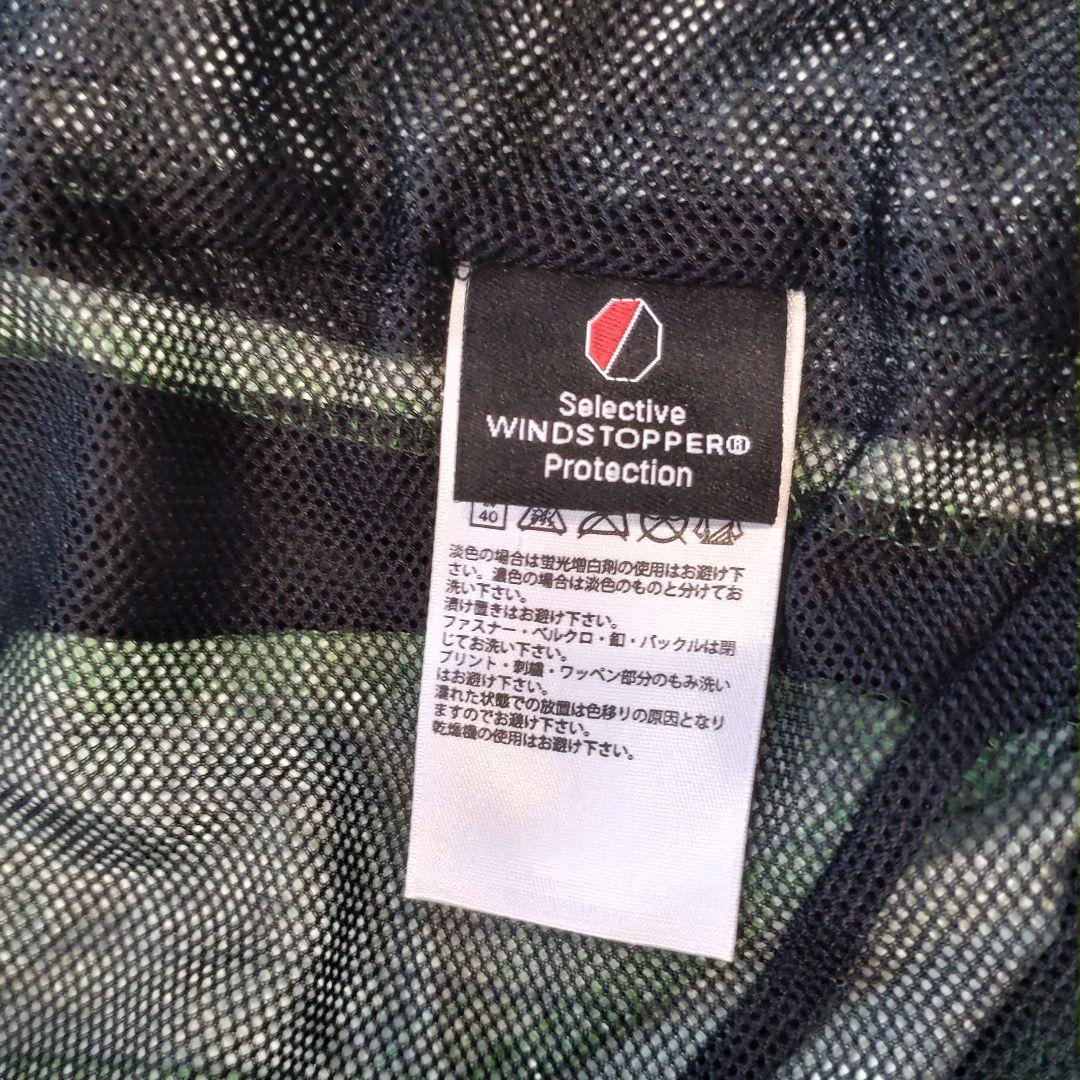 Selective
WINDSTOPPER®
Protection
40
淡色の場合は蛍光増白剤の使用はお避け下
さい。濃色の場合は淡色のものと分けてお
洗い下さい。
漬け置きはお避け下さい。
ファスナー・ベルクロ・釦・バックルは閉
じてお洗い下さい。
プリント・刺繍・ワッペン部分のもみ洗い
はお避け下さい。
濡れた状態での放置は色移りの原因となり
ますのでお避け下さい。
乾燥機の使用はお避け下さい。